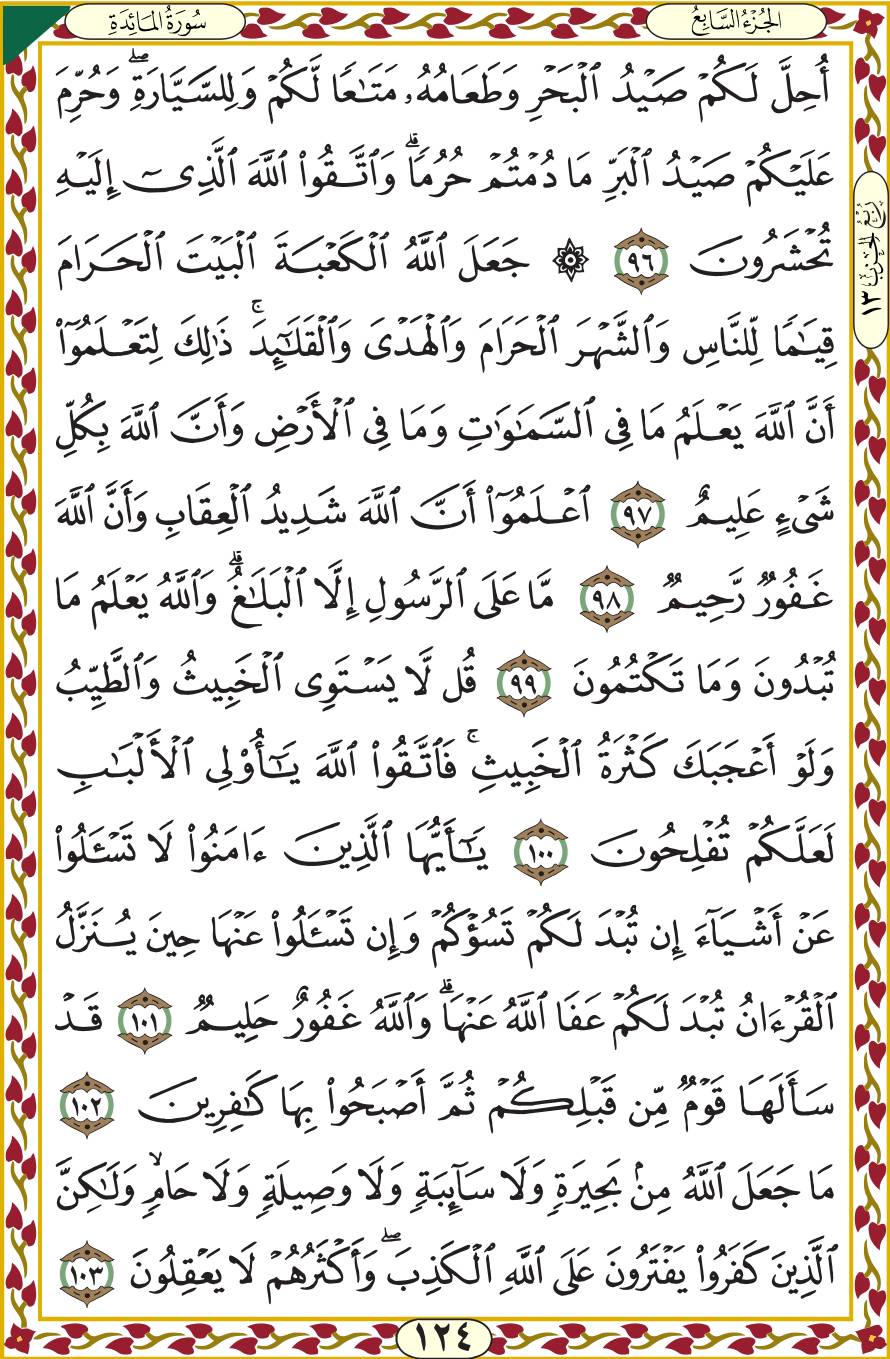 الجُزْءُ السَّابِعُ
سُورَةُ المَائِدَةِ
أُحِلَّ لَكُمۡ صَيۡدُ ٱلۡبَحۡرِ وَطَعَامُهُۥ مَتَٰعٗا لَّكُمۡ وَلِلسَّيَّارَةِۖ وَحُرِّمَ
عَلَيۡكُمۡ صَيۡدُ ٱلۡبَرِّ مَا دُمۡتُمۡ حُرُمٗاۗ وَٱتَّقُواْ ٱللَّهَ ٱلَّذِيٓ إِلَيۡهِ
تُحۡشَرُونَ ٩٦ ۞ جَعَلَ ٱللَّهُ ٱلۡكَعۡبَةَ ٱلۡبَيۡتَ ٱلۡحَرَامَ
رُبْعُ الحِزْبِ ١٣
قِيَٰمٗا لِّلنَّاسِ وَٱلشَّهۡرَ ٱلۡحَرَامَ وَٱلۡهَدۡيَ وَٱلۡقَلَٰٓئِدَۚ ذَٰلِكَ لِتَعۡلَمُوٓاْ
أَنَّ ٱللَّهَ يَعۡلَمُ مَا فِي ٱلسَّمَٰوَٰتِ وَمَا فِي ٱلۡأَرۡضِ وَأَنَّ ٱللَّهَ بِكُلِّ
شَيۡءٍ عَلِيمٌ ٩٧ ٱعۡلَمُوٓاْ أَنَّ ٱللَّهَ شَدِيدُ ٱلۡعِقَابِ وَأَنَّ ٱللَّهَ
غَفُورٞ رَّحِيمٞ ٩٨ مَّا عَلَى ٱلرَّسُولِ إِلَّا ٱلۡبَلَٰغُۗ وَٱللَّهُ يَعۡلَمُ مَا
تُبۡدُونَ وَمَا تَكۡتُمُونَ ٩٩ قُل لَّا يَسۡتَوِي ٱلۡخَبِيثُ وَٱلطَّيِّبُ
وَلَوۡ أَعۡجَبَكَ كَثۡرَةُ ٱلۡخَبِيثِۚ فَٱتَّقُواْ ٱللَّهَ يَٰٓأُوْلِي ٱلۡأَلۡبَٰبِ
لَعَلَّكُمۡ تُفۡلِحُونَ ١٠٠ يَٰٓأَيُّهَا ٱلَّذِينَ ءَامَنُواْ لَا تَسۡـَٔلُواْ
عَنۡ أَشۡيَآءَ إِن تُبۡدَ لَكُمۡ تَسُؤۡكُمۡ وَإِن تَسۡـَٔلُواْ عَنۡهَا حِينَ يُنَزَّلُ
ٱلۡقُرۡءَانُ تُبۡدَ لَكُمۡ عَفَا ٱللَّهُ عَنۡهَاۗ وَٱللَّهُ غَفُورٌ حَلِيمٞ ١٠١ قَدۡ
سَأَلَهَا قَوۡمٞ مِّن قَبۡلِكُمۡ ثُمَّ أَصۡبَحُواْ بِهَا كَٰفِرِينَ ١٠٢
مَا جَعَلَ ٱللَّهُ مِنۢ بَحِيرَةٖ وَلَا سَآئِبَةٖ وَلَا وَصِيلَةٖ وَلَا حَامٖ وَلَٰكِنَّ
ٱلَّذِينَ كَفَرُواْ يَفۡتَرُونَ عَلَى ٱللَّهِ ٱلۡكَذِبَۖ وَأَكۡثَرُهُمۡ لَا يَعۡقِلُونَ ١٠٣
١٢٤